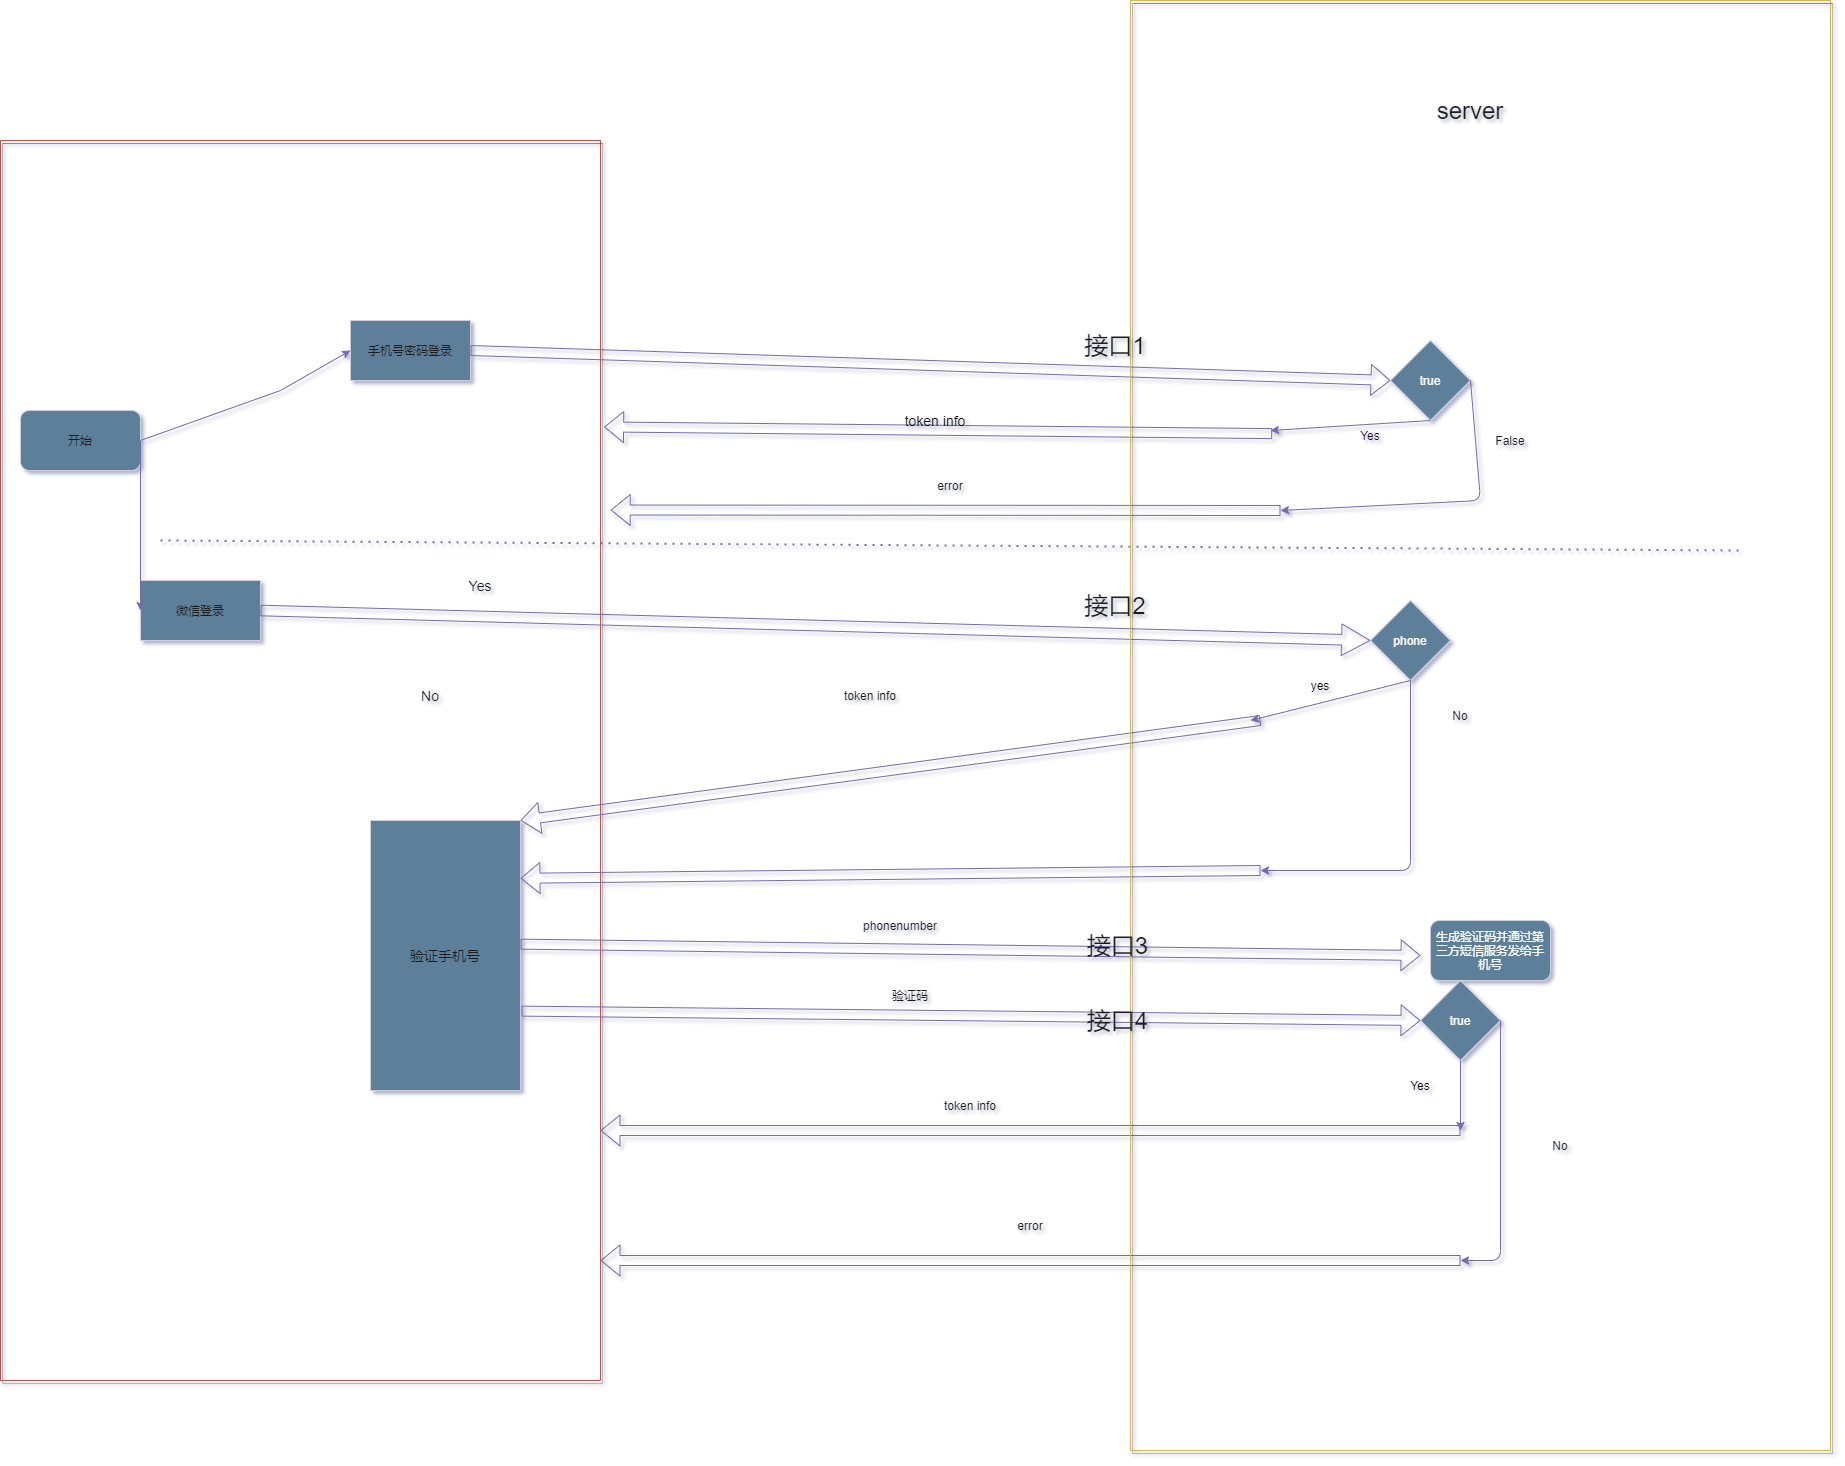 server
接口1
手机号密码登录
true
token info
Yes
开始
False
error
Yes
接口2
微信登录
phone
yes
No
token info
No
phonenumber
接口3
生成验证码并通过第
三方短信服务发给手
机号
验证手机号
验证码
接口4
true
Yes
token info
No
error